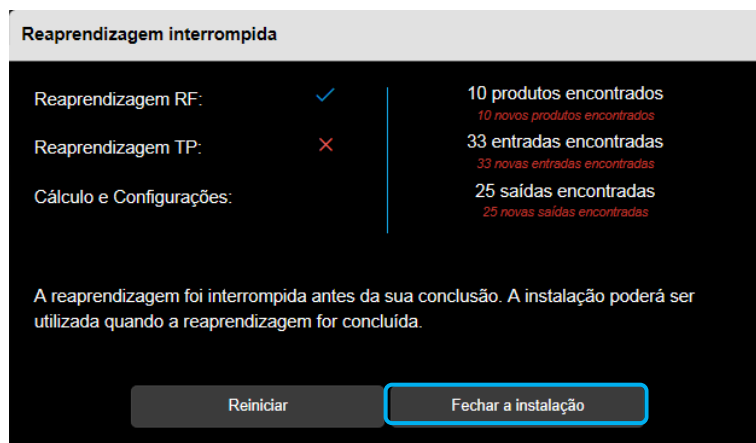 Reaprendizagem interrompida
Reaprendizagem RF:
10 produtos encontrados
10 novos produtos encontrados
Reaprendizagem TP:
33 entradas encontradas
33 novas entradas encontradas
Cálculo e Configurações:
25 saídas encontradas
25 novas saídas encontradas
A reaprendizagem foi interrompida antes da sua conclusão. A instalação poderá ser
utilizada quando a reaprendizagem for concluída.
Reiniciar
Fechar a instalação